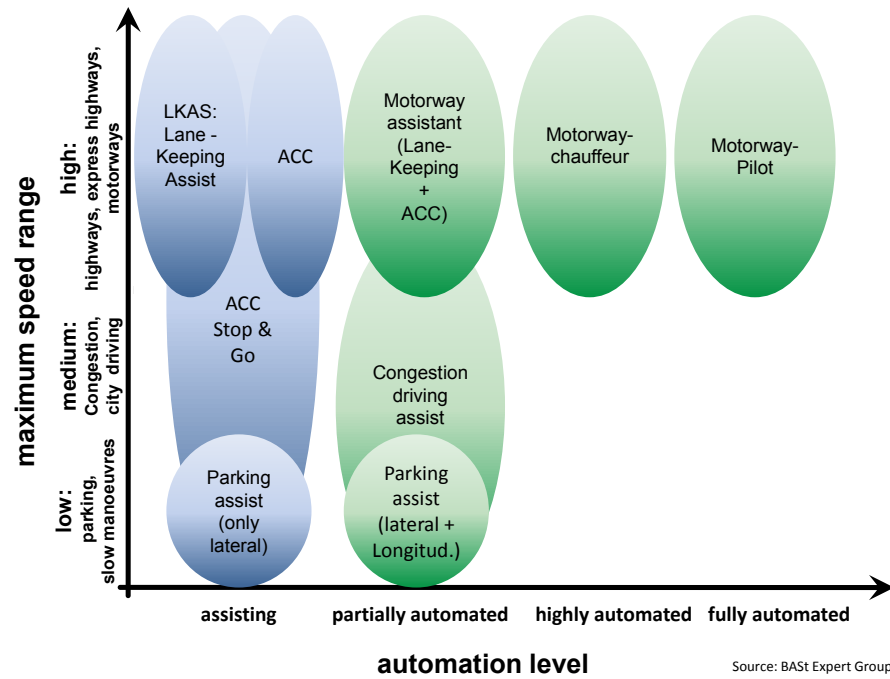 maximum speed range
high:
highways, express highways,
motorways
medium:
Congestion,
city driving
low:
parking,
slow manoeuvres
LKAS:
Lane -
Keeping
Assist
ACC
Motorway
assistant
(Lane-
Keeping
+
ACC)
Motorway-
chauffeur
Motorway-
Pilot
ACC
Stop &
Go
Congestion
driving
assist
Parking
assist
(only
lateral)
Parking
assist
(lateral +
Longitud.)
assisting
partially automated
highly automated
fully automated
automation level
Source: BASt Expert Group